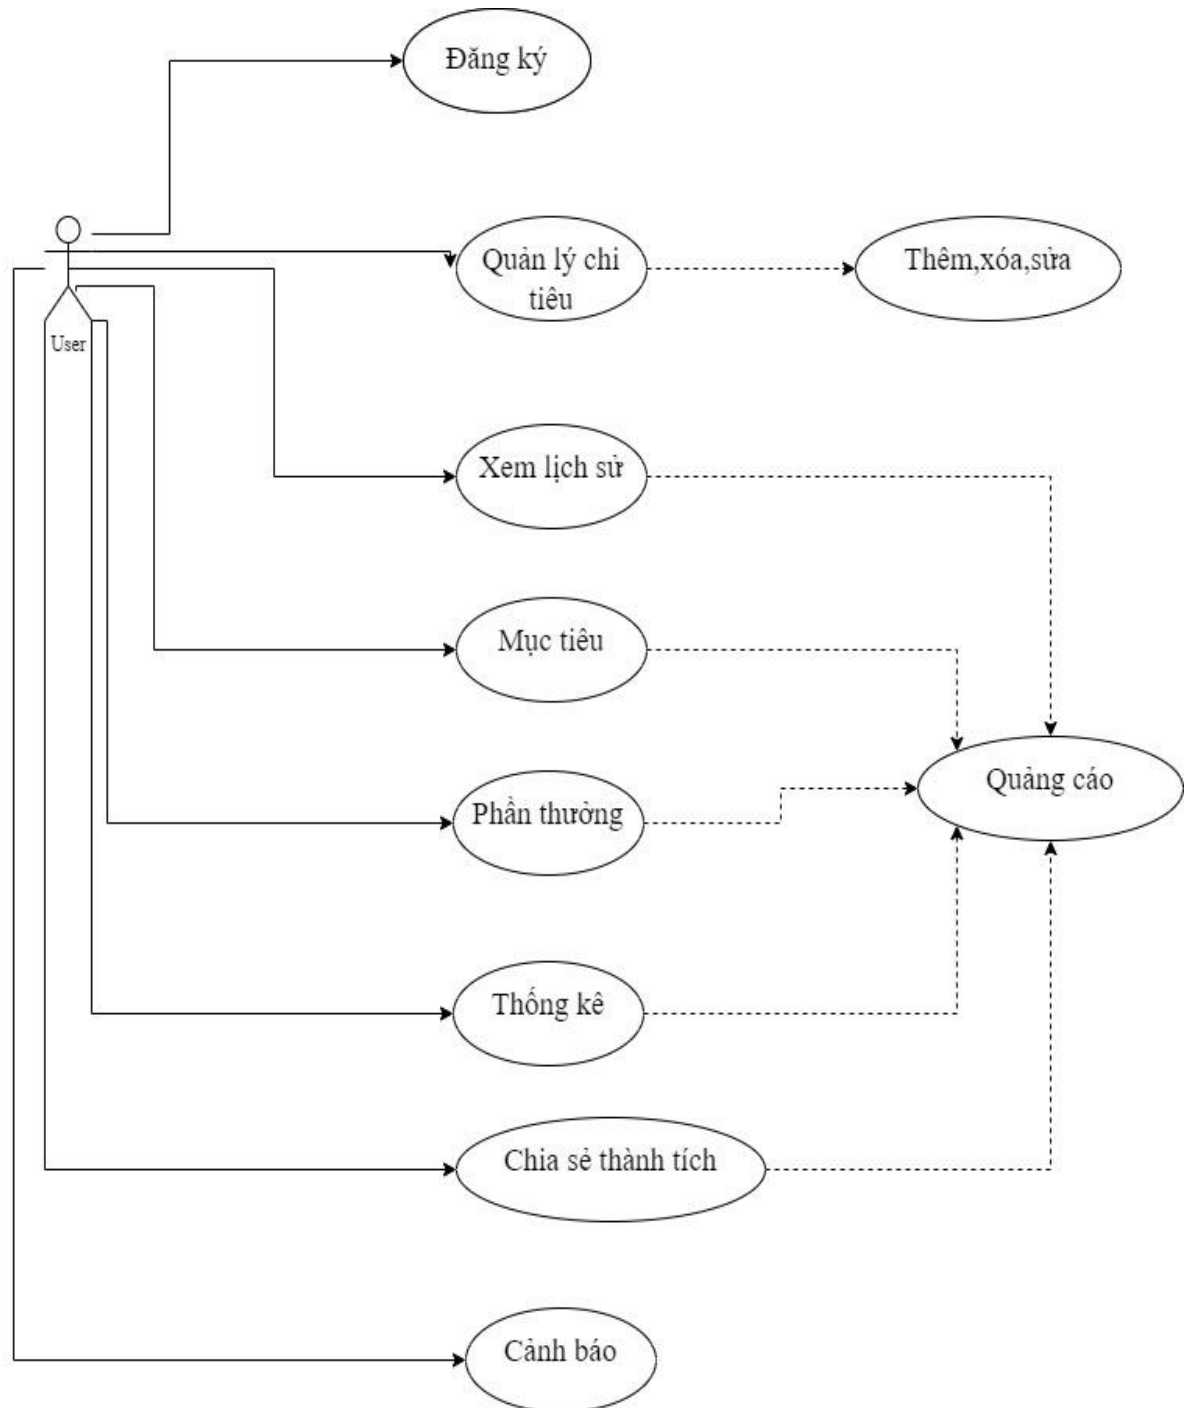 Đăng ký
Quản lý chi
tiêu
Thêm,xóa,sửa
User
Xem lịch sử
Mục tiêu
Quảng cáo
Phần thưởng
Thống kê
Chia sẻ thành tích
Cảnh báo